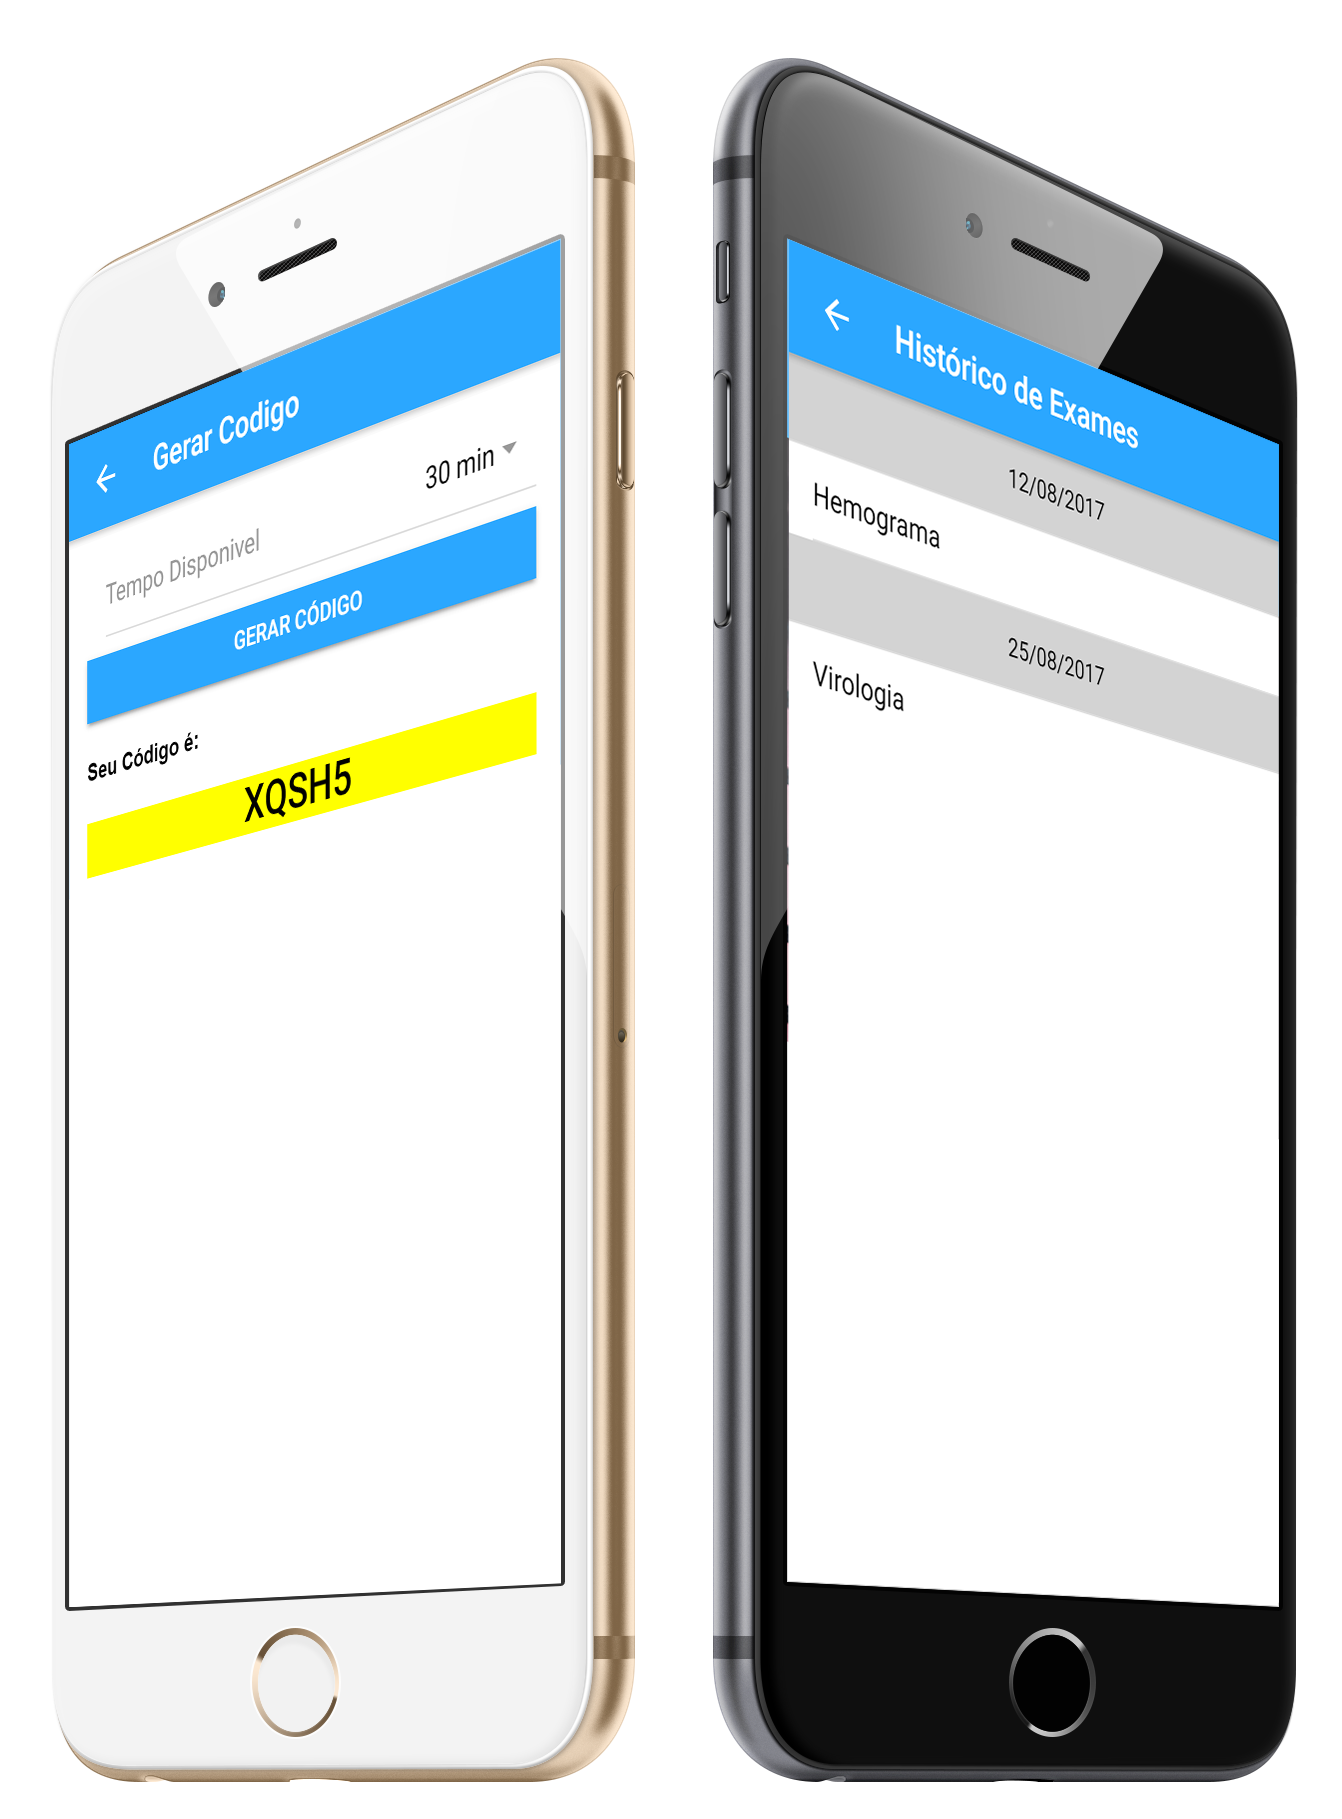 Gerar Codigo
Tempo Disponivel
30 min
GERAR CÓDIGO
Seu Código é:
XQSH5
Histórico de Exames
12/08/2017
Hemograma
25/08/2017
Virologia